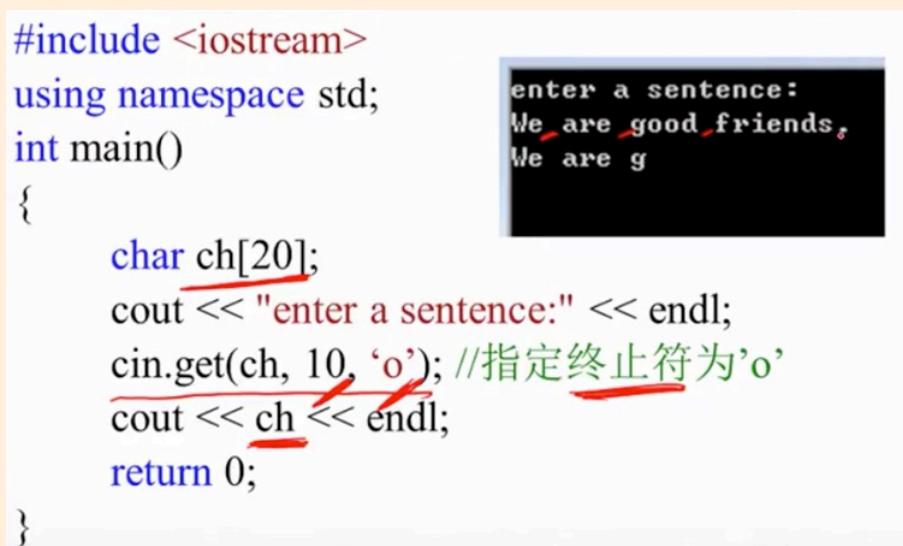 #include <iostream>
using namespace std;
int main()
{
char ch[20];
cout << "enter a sentence:" << endl;
cin.get(ch, 10, ‘o’); //指定终止符为’o’
cout << ch << endl;
return 0;
}
enter a sentence:
We are good friends.
We are g